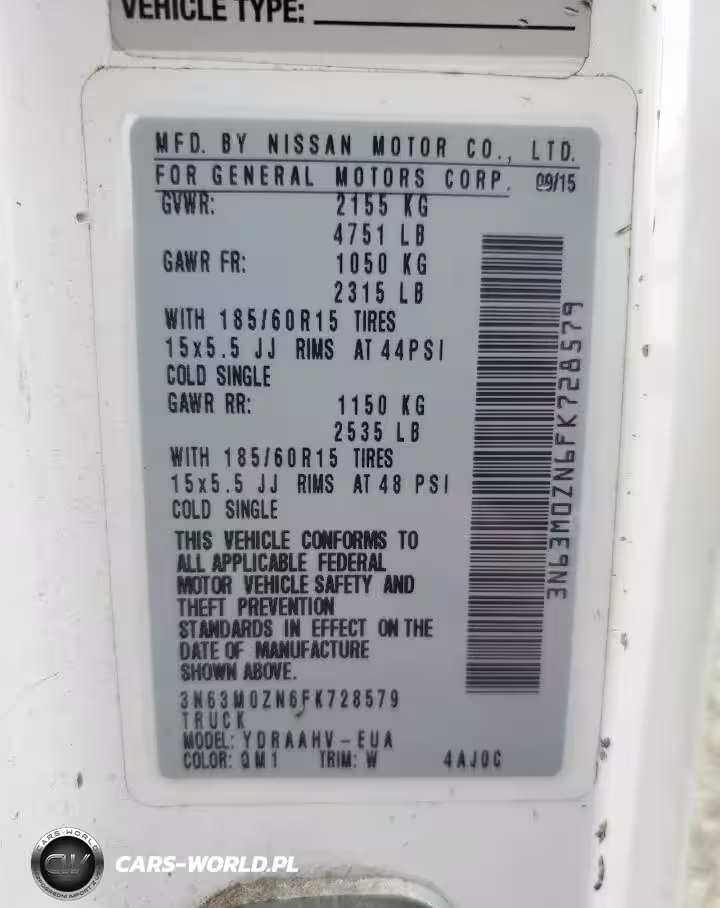 VEHICLE TYPE:
MFD. BY NISSAN MOTOR CO., LTD.
FOR GENERAL MOTORS CORP. 09/15
GVWR: 2155 KG
4751 LB
GAWR FR: 1050 KG
2315 LB
WITH 185/60R15 TIRES
15x5.5 JJ RIMS AT 44PSI
COLD SINGLE
GAWR RR: 1150 KG
2535 LB
WITH 185/60R15 TIRES
15x5.5 JJ RIMS AT 48 PSI
COLD SINGLE
THIS VEHICLE CONFORMS TO
ALL APPLICABLE FEDERAL
MOTOR VEHICLE SAFETY AND
THEFT PREVENTION
STANDARDS IN EFFECT ON THE
DATE OF MANUFACTURE
SHOWN ABOVE.
3N63M0ZN6FK728579
TRUCK
MODEL: YDRAAHV-EUA
COLOR: QM1 TRIM: W 4AJ0C
3N63M0ZN6FK728579
CARS-WORLD
CW
CARS-WORLD.PL